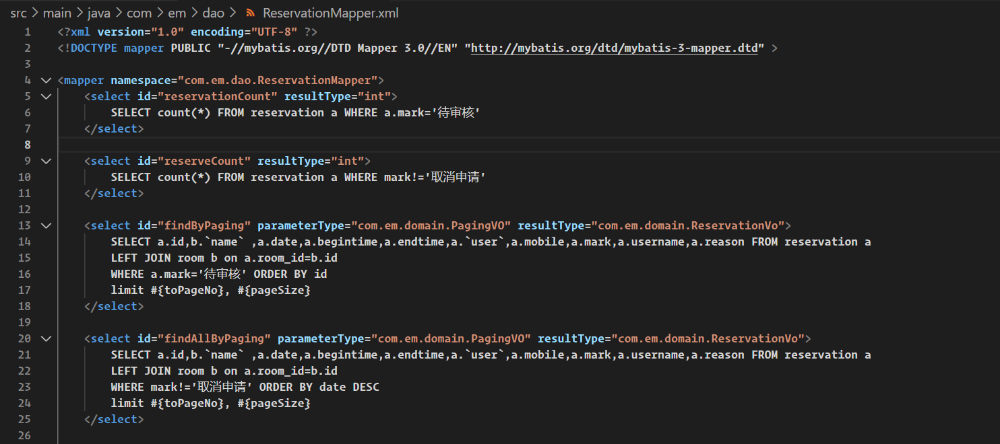 src > main > java > com > em > dao > ReservationMapper.xml
1 <?xml version="1.0" encoding="UTF-8" ?>
2 <!DOCTYPE mapper PUBLIC "-//mybatis.org//DTD Mapper 3.0//EN" "http://mybatis.org/dtd/mybatis-3-mapper.dtd" >
3
4 <mapper namespace="com.em.dao.ReservationMapper">
5 <select id="reservationCount" resultType="int">
6 SELECT count(*) FROM reservation a WHERE a.mark='待审核'
7 </select>
8
9 <select id="reserveCount" resultType="int">
10 SELECT count(*) FROM reservation a WHERE mark!='取消申请'
11 </select>
12
13 <select id="findByPaging" parameterType="com.em.domain.PagingVO" resultType="com.em.domain.ReservationVo">
14 SELECT a.id,b.`name` ,a.date,a.begintime,a.endtime,a.`user`,a.mobile,a.mark,a.username,a.reason FROM reservation a
15 LEFT JOIN room b on a.room_id=b.id
16 WHERE a.mark='待审核' ORDER BY id
17 limit #{toPageNo}, #{pageSize}
18 </select>
19
20 <select id="findAllByPaging" parameterType="com.em.domain.PagingVO" resultType="com.em.domain.ReservationVo">
21 SELECT a.id,b.`name` ,a.date,a.begintime,a.endtime,a.`user`,a.mobile,a.mark,a.username,a.reason FROM reservation a
22 LEFT JOIN room b on a.room_id=b.id
23 WHERE mark!='取消申请' ORDER BY date DESC
24 limit #{toPageNo}, #{pageSize}
25 </select>
26